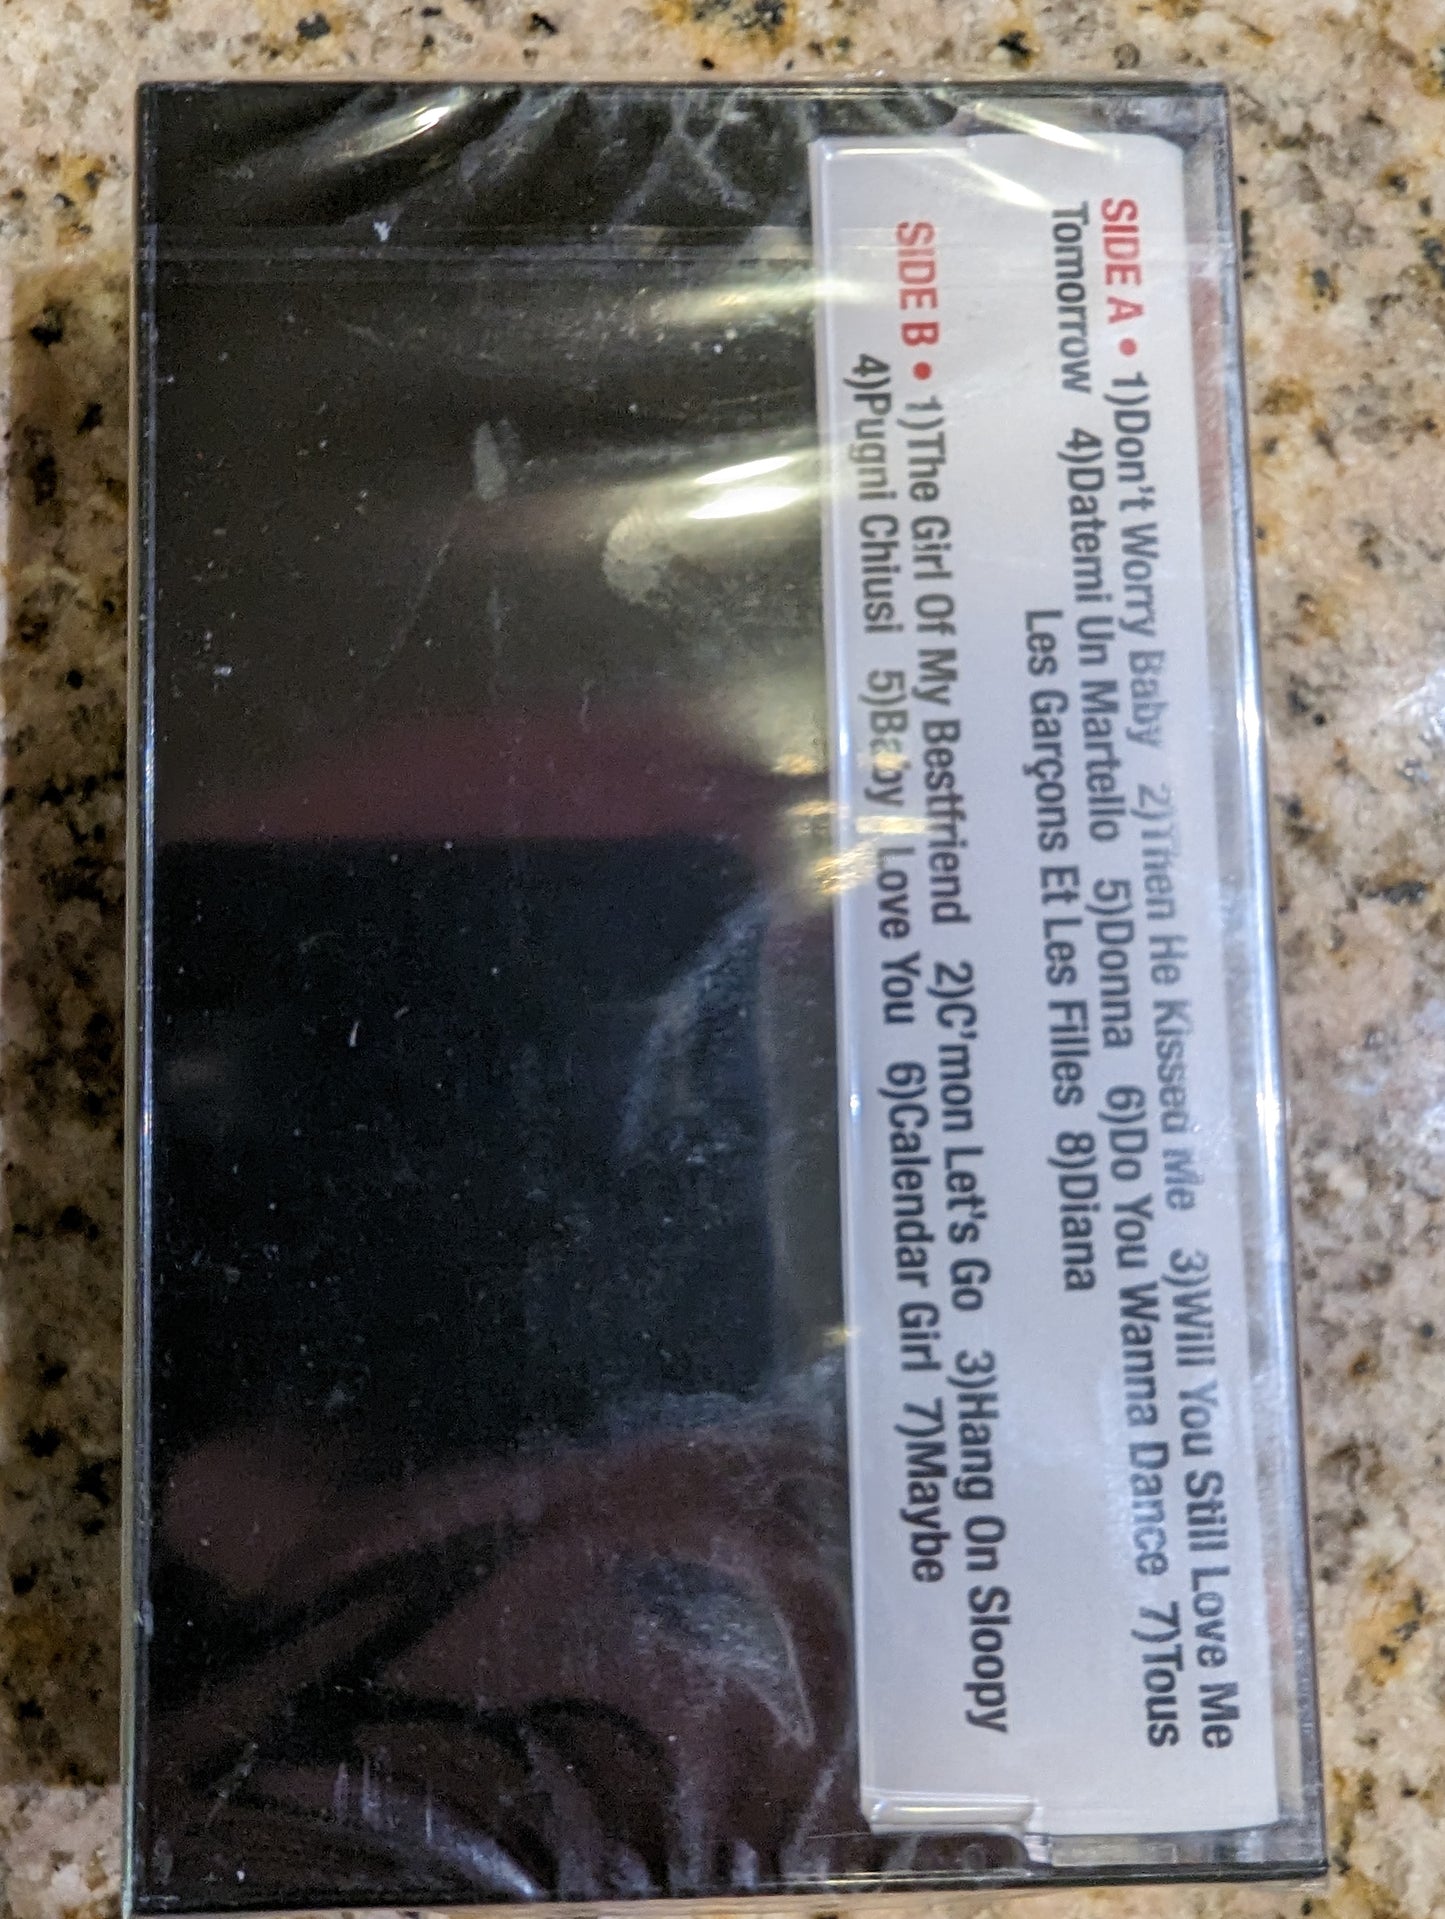 SIDE A • 1)Don't Worry Baby 2)Then He Kissed Me 3)Will You Still Love Me
Tomorrow 4)Datemi Un Martello 5)Donna 6)Do You Wanna Dance 7)Tous
Les Garçons Et Les Filles 8)Diana
SIDE B • 1)The Girl Of My Bestfriend 2)C'mon Let's Go 3)Hang On Sloopy
4)Pugni Chiusi 5)Baby I Love You 6)Calendar Girl 7)Maybe